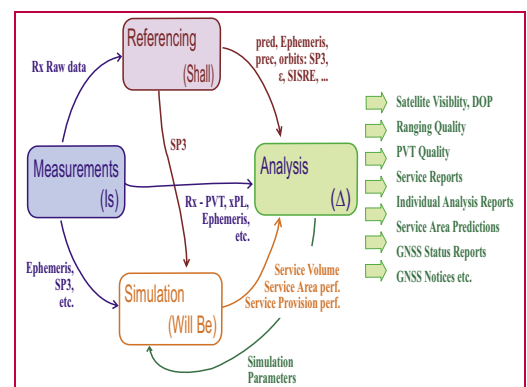 Referencing
(Shall)
Rx Raw data
pred, Ephemeris,
prec, orbits: SP3,
ε, SISRE, ...
SP3
Measurements
(Is)
Analysis
(Δ)
Rx - PVT, xPL,
Ephemeris,
etc.
Ephemeris,
SP3,
etc.
Simulation
(Will Be)
Service Volume
Service Area perf.
Service Provision perf.
Simulation
Parameters
Satellite Visiblity, DOP
Ranging Quality
PVT Quality
Service Reports
Individual Analysis Reports
Service Area Predictions
GNSS Status Reports
GNSS Notices etc.